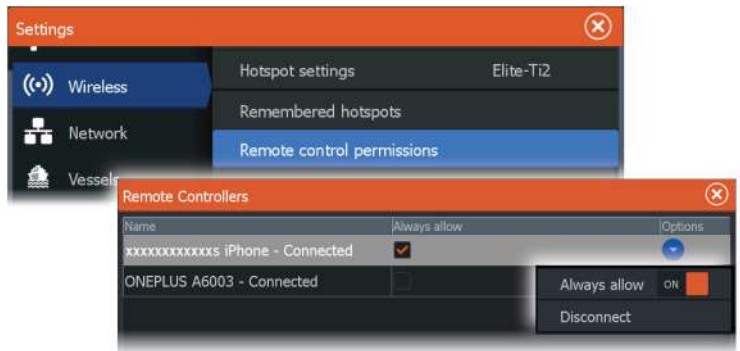 Settings
Wireless
Hotspot settings Elite-Ti2
Remembered hotspots
Network
Remote control permissions
Vessels
Remote Controllers
Name Always allow Options
xxxxxxxxxxxxs iPhone - Connected
ONEPLUS A6003 - Connected
Always allow ON
Disconnect